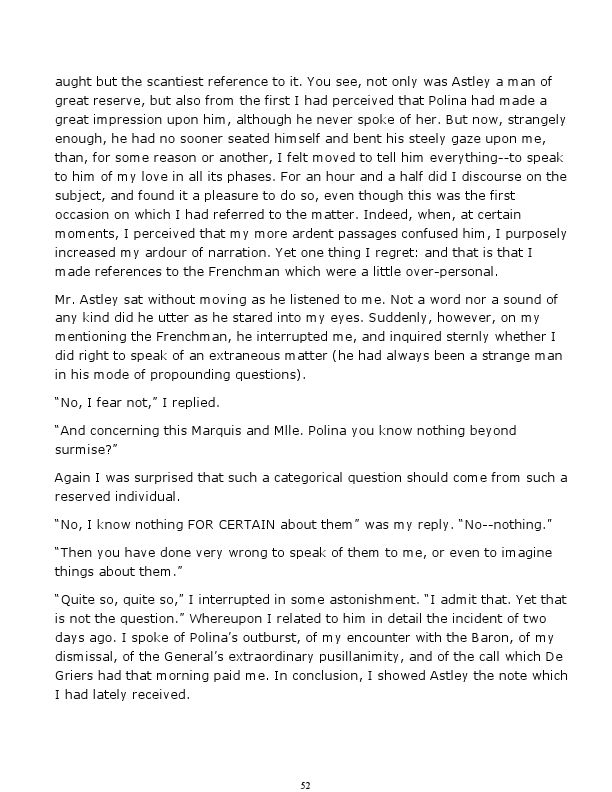 aught but the scantiest reference to it. You see, not only was Astley a man of
great reserve, but also from the first I had perceived that Polina had made a
great impression upon him, although he never spoke of her. But now, strangely
enough, he had no sooner seated himself and bent his steely gaze upon me,
than, for some reason or another, I felt moved to tell him everything--to speak
to him of my love in all its phases. For an hour and a half did I discourse on the
subject, and found it a pleasure to do so, even though this was the first
occasion on which I had referred to the matter. Indeed, when, at certain
moments, I perceived that my more ardent passages confused him, I purposely
increased my ardour of narration. Yet one thing I regret: and that is that I
made references to the Frenchman which were a little over-personal.
Mr. Astley sat without moving as he listened to me. Not a word nor a sound of
any kind did he utter as he stared into my eyes. Suddenly, however, on my
mentioning the Frenchman, he interrupted me, and inquired sternly whether I
did right to speak of an extraneous matter (he had always been a strange man
in his mode of propounding questions).
“No, I fear not,” I replied.
“And concerning this Marquis and Mlle. Polina you know nothing beyond
surmise?”
Again I was surprised that such a categorical question should come from such a
reserved individual.
“No, I know nothing FOR CERTAIN about them” was my reply. “No--nothing.”
“Then you have done very wrong to speak of them to me, or even to imagine
things about them.”
“Quite so, quite so,” I interrupted in some astonishment. “I admit that. Yet that
is not the question.” Whereupon I related to him in detail the incident of two
days ago. I spoke of Polina’s outburst, of my encounter with the Baron, of my
dismissal, of the General’s extraordinary pusillanimity, and of the call which De
Griers had that morning paid me. In conclusion, I showed Astley the note which
I had lately received.
52